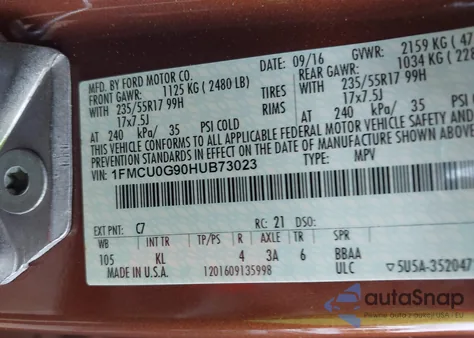 MFD. BY FORD MOTOR CO. DATE: 09/16 GVWR: 2159 KG (47
FRONT GAWR: 1125 KG (2480 LB) REAR GAWR: 1034 KG (228
WITH 235/55R17 99H TIRES 235/55R17 99H
17x7.5J RIMS 17x7.5J
AT 240 kPa/ 35 PSI COLD AT 240 kPa/ 35
THIS VEHICLE CONFORMS TO ALL APPLICABLE FEDERAL MOTOR VEHICLE
PREVENTION STANDARDS IN EFFECT ON THE DATE OF MANUFACTURE SHOWN ABOVE.
VIN: 1FMCU0G90HUB73023 TYPE: MPV
EXT PNT: C7 RC: 21 DSO:
WB INT TR TP/PS R AXLE TR SPR
105 KL 4 3A 6 BBAA
MADE IN U.S.A. 1201609135998 ULC 5U5A-352047
autoSnap